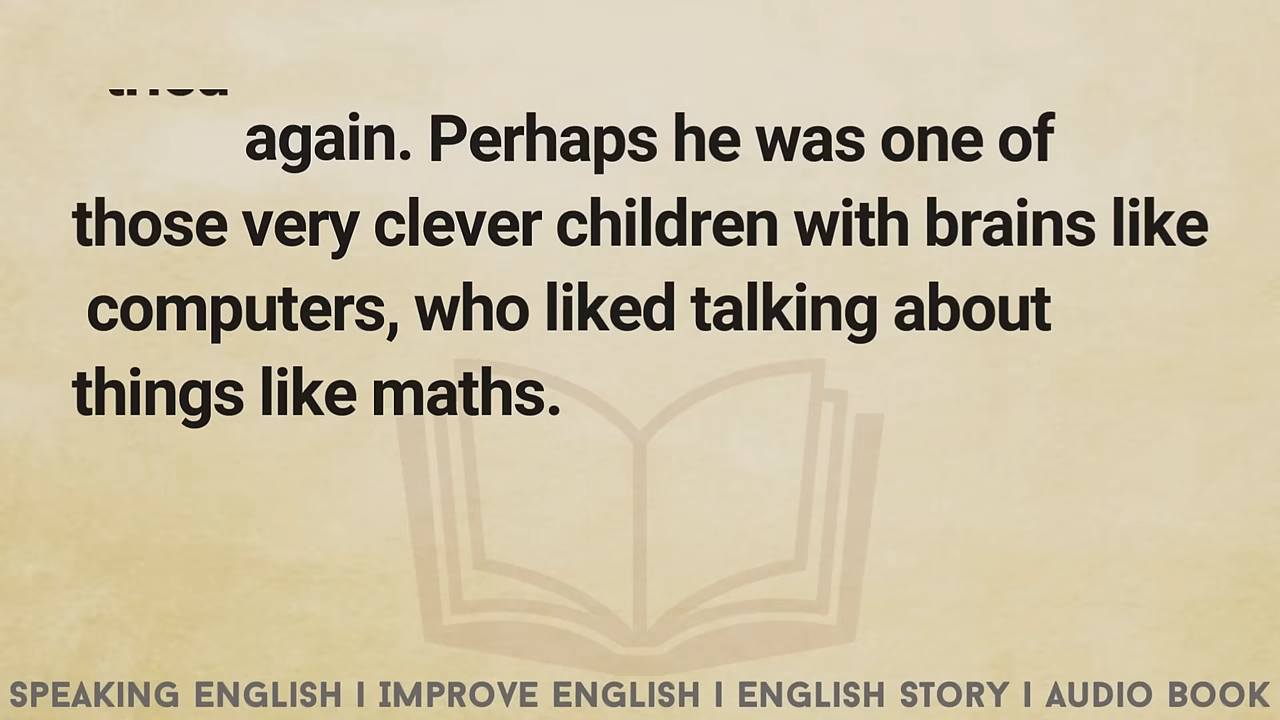 again. Perhaps he was one of
those very clever children with brains like
computers, who liked talking about
things like maths.
SPEAKING ENGLISH I IMPROVE ENGLISH I ENGLISH STORY I AUDIO BOOK